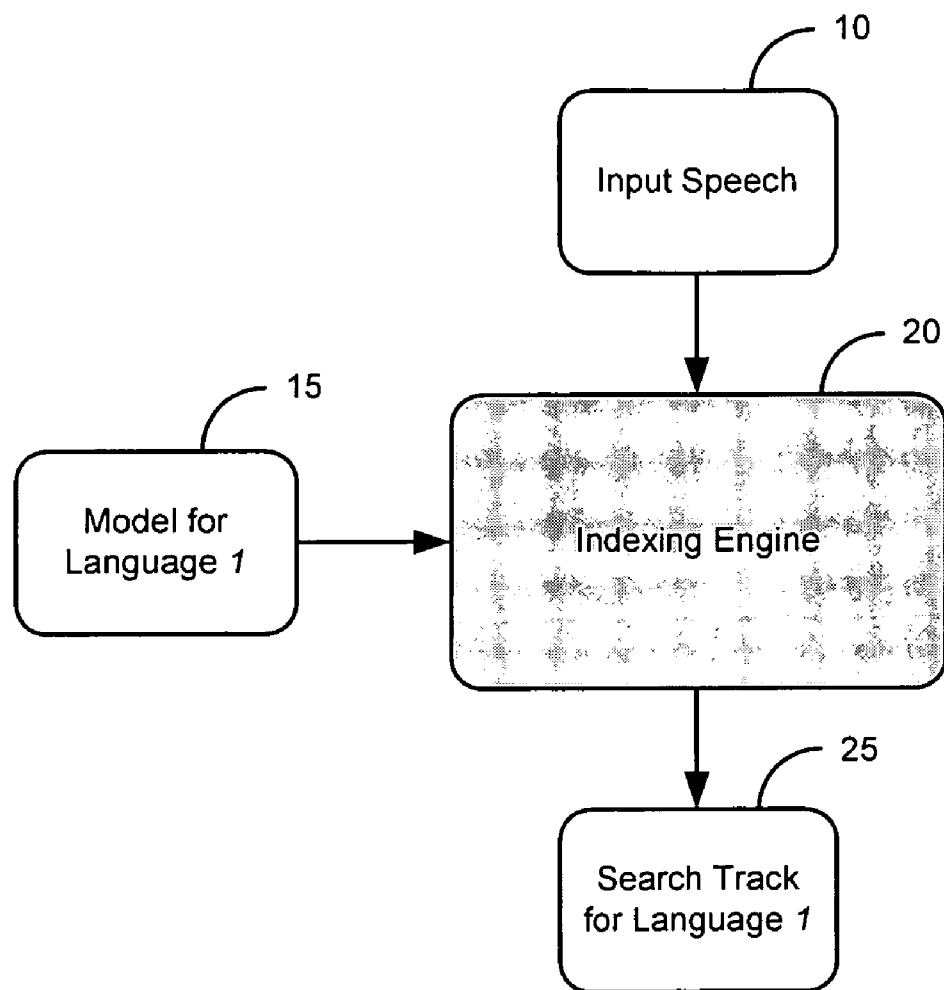 10
Input Speech
20
15
Model for
Language 1
Indexing Engine
25
Search Track
for Language 1